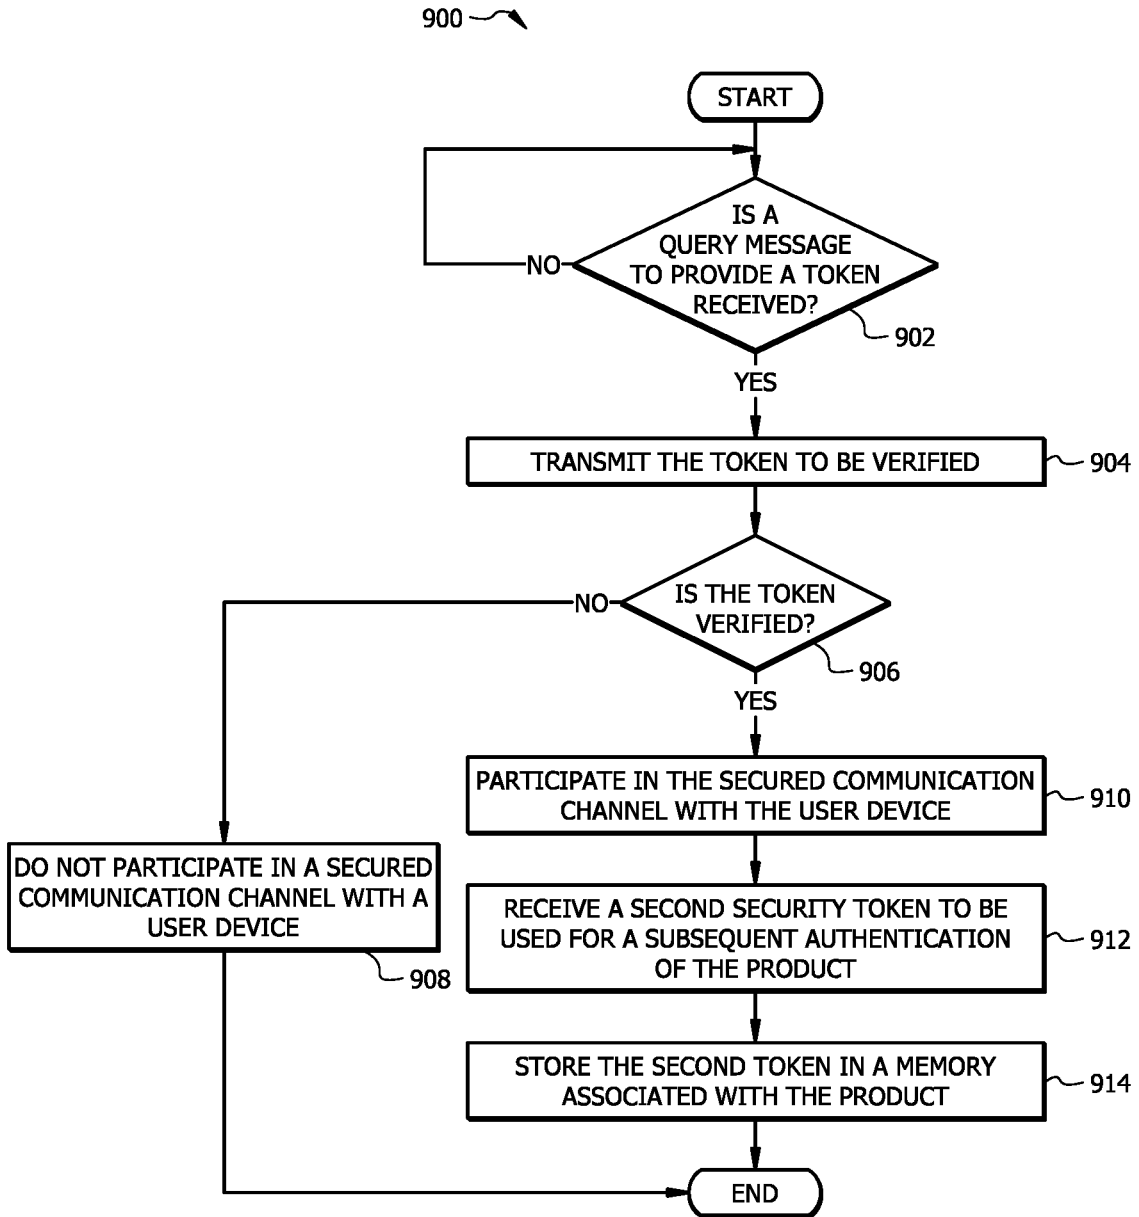 900
START
IS A
QUERY MESSAGE
TO PROVIDE A TOKEN
RECEIVED?
NO
902
YES
TRANSMIT THE TOKEN TO BE VERIFIED
904
IS THE TOKEN
VERIFIED?
NO
906
YES
PARTICIPATE IN THE SECURED COMMUNICATION
CHANNEL WITH THE USER DEVICE
910
DO NOT PARTICIPATE IN A SECURED
COMMUNICATION CHANNEL WITH A
USER DEVICE
908
RECEIVE A SECOND SECURITY TOKEN TO BE
USED FOR A SUBSEQUENT AUTHENTICATION
OF THE PRODUCT
912
STORE THE SECOND TOKEN IN A MEMORY
ASSOCIATED WITH THE PRODUCT
914
END